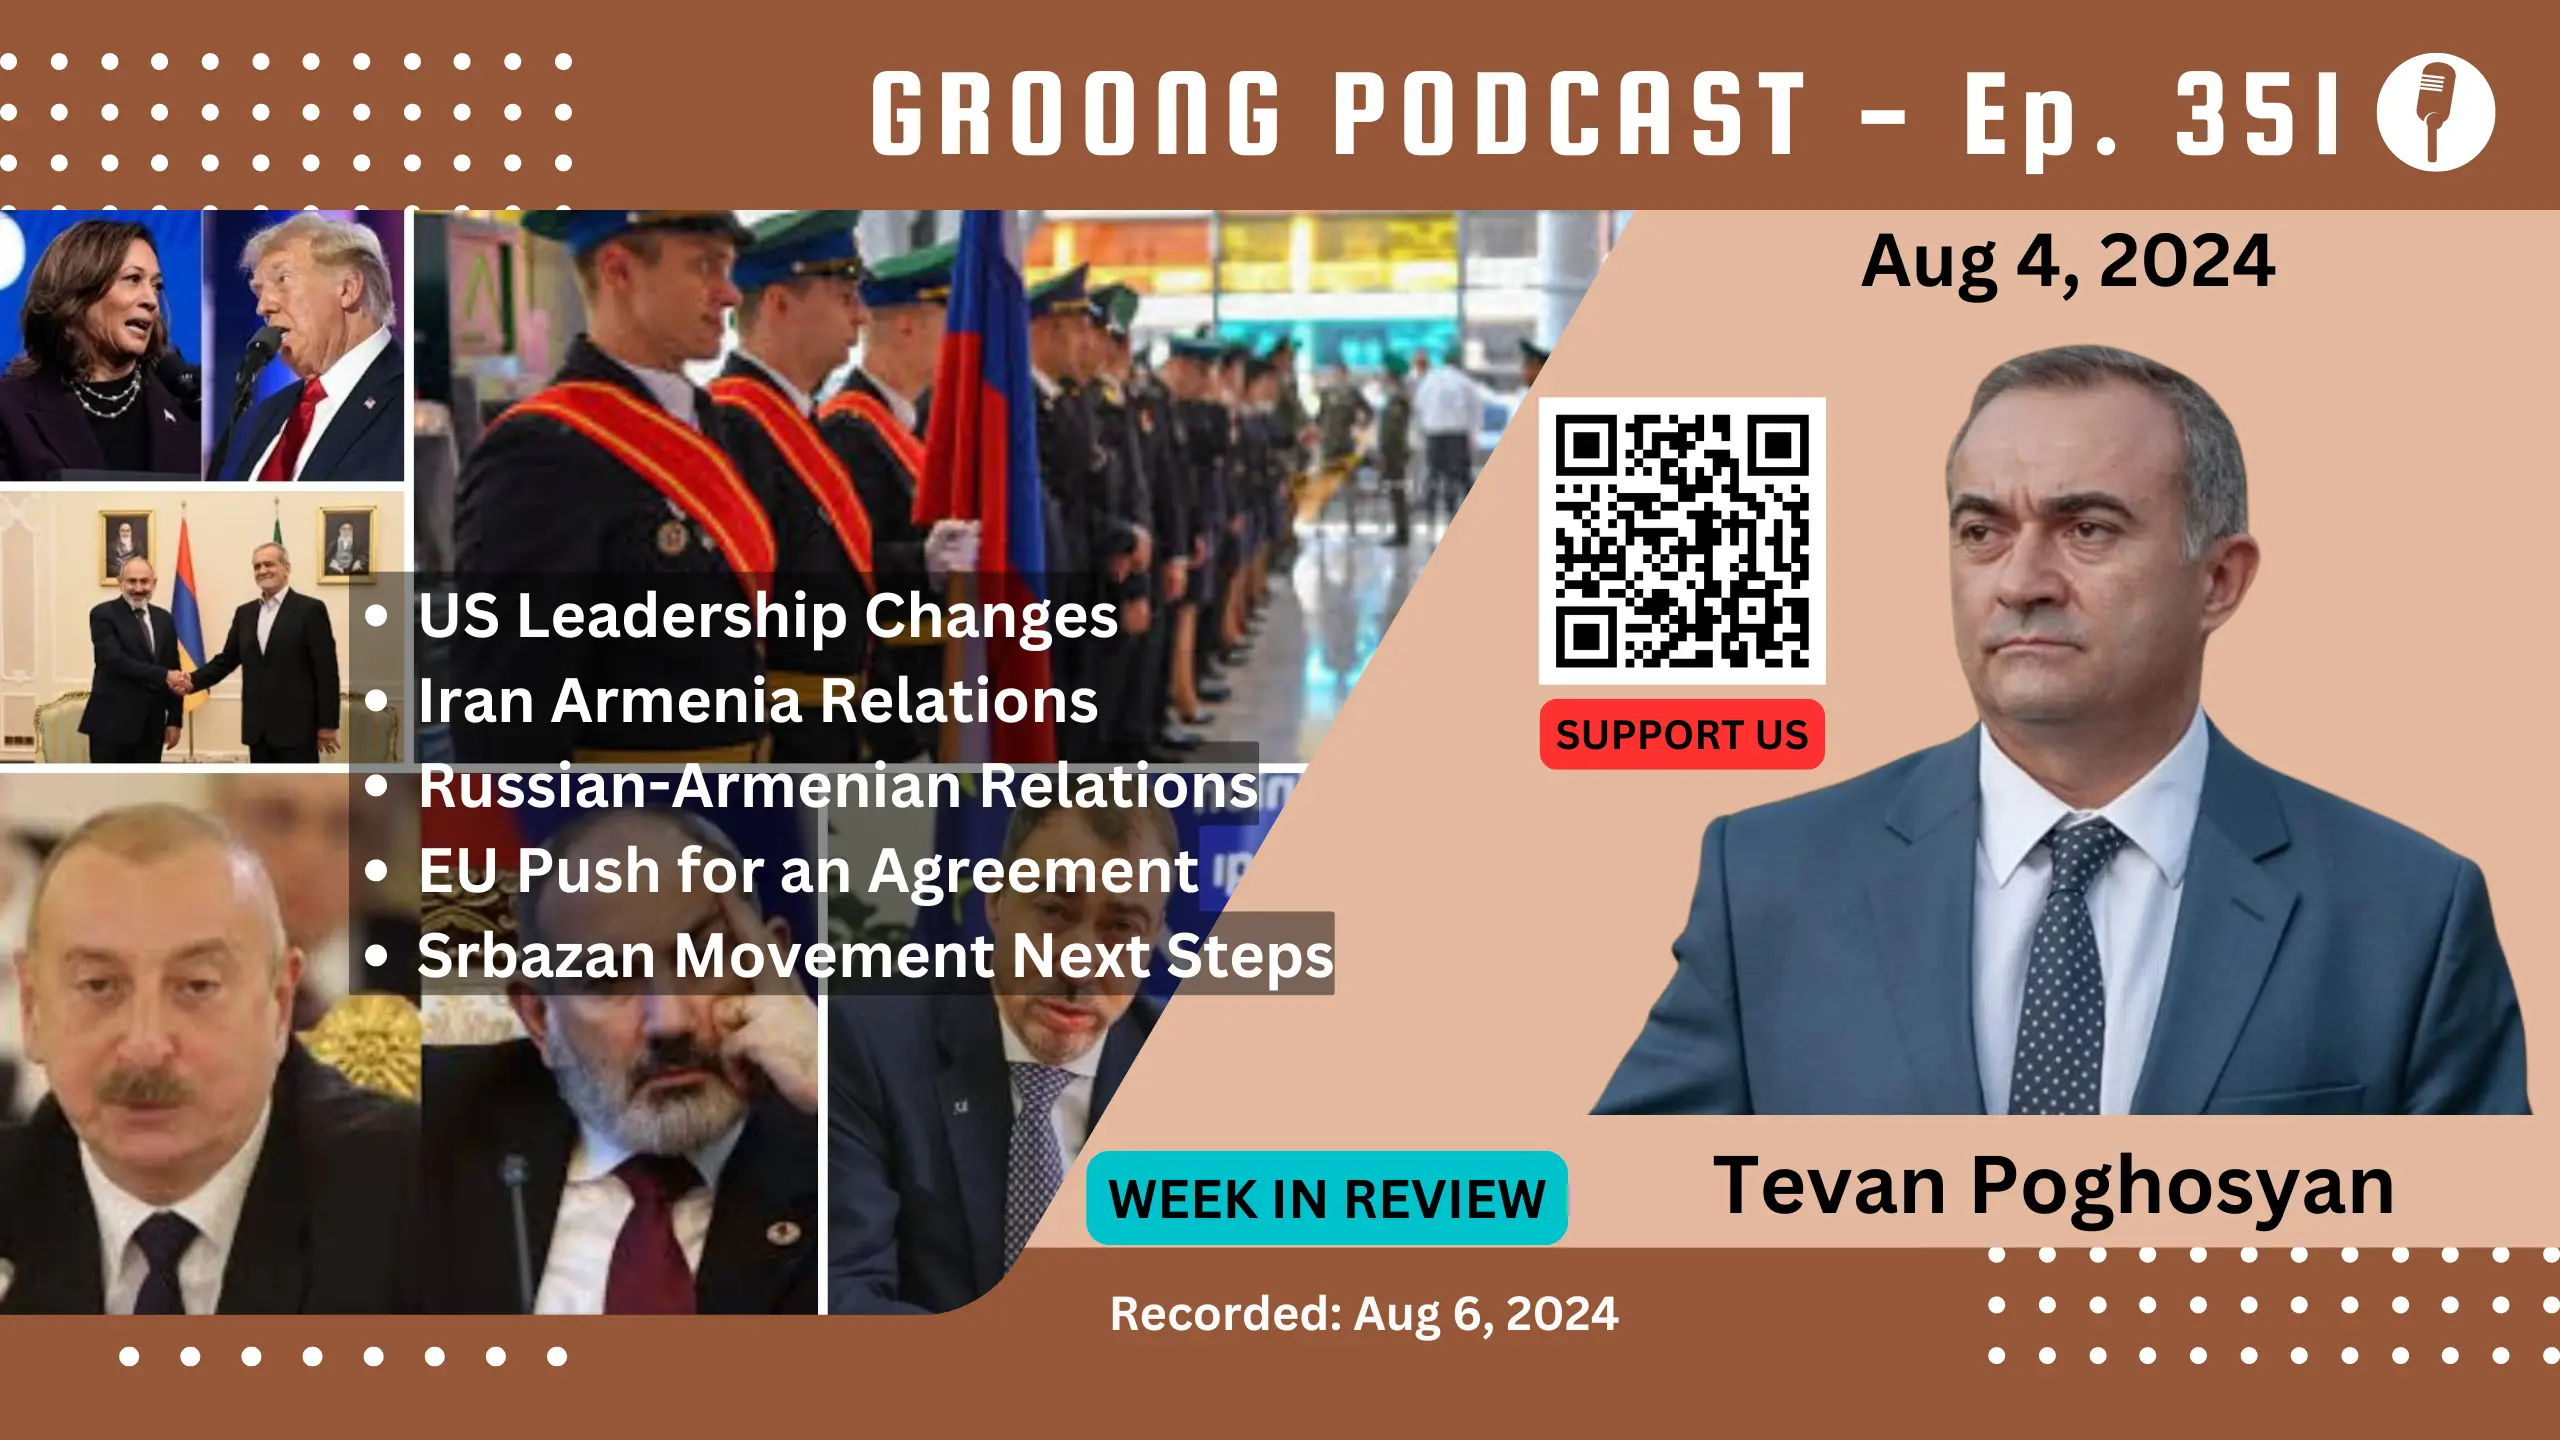 GROONG PODCAST – Ep. 351
Aug 4, 2024
• US Leadership Changes
• Iran Armenia Relations
• Russian-Armenian Relations
• EU Push for an Agreement
• Srbazan Movement Next Steps
SUPPORT US
WEEK IN REVIEW
Tevan Poghosyan
Recorded: Aug 6, 2024